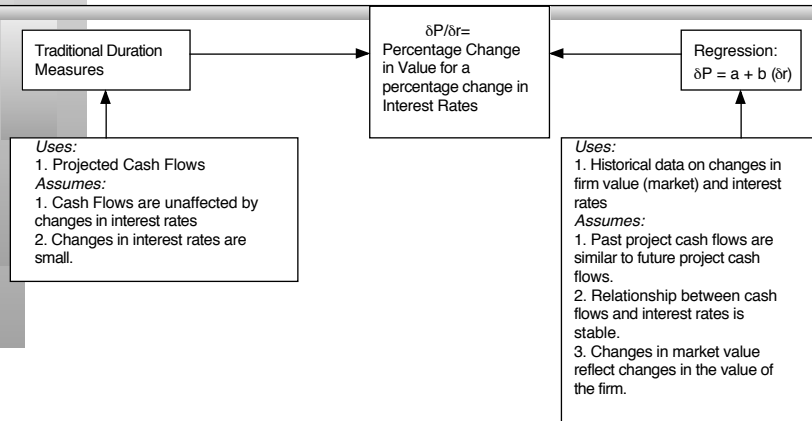 Traditional Duration
Measures
δP/δr=
Percentage Change
in Value for a
percentage change in
Interest Rates
Regression:
δP = a + b (δr)
Uses:
1. Projected Cash Flows
Assumes:
1. Cash Flows are unaffected by
changes in interest rates
2. Changes in interest rates are
small.
Uses:
1. Historical data on changes in
firm value (market) and interest
rates
Assumes:
1. Past project cash flows are
similar to future project cash
flows.
2. Relationship between cash
flows and interest rates is
stable.
3. Changes in market value
reflect changes in the value of
the firm.